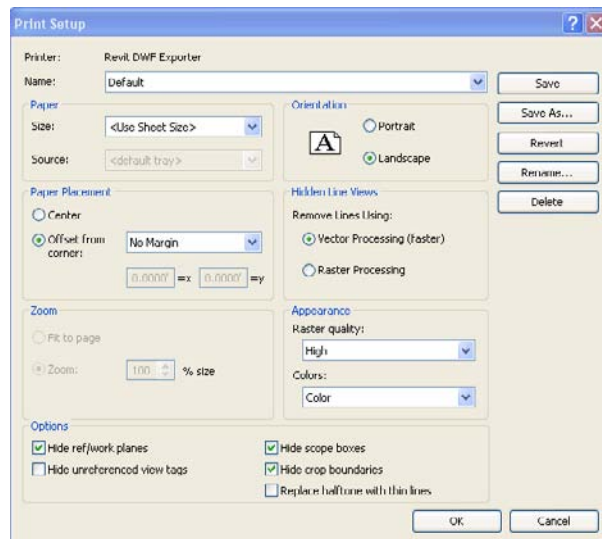 Print Setup
Printer: Revit DWF Exporter
Name: Default
Save
Save As...
Revert
Rename...
Delete
Paper
Size: <Use Sheet Size>
Source: <default tray>
Orientation
A
Portrait
Landscape
Paper Placement
Center
Offset from corner: No Margin
0.0000' =x 0.0000' =y
Hidden Line Views
Remove Lines Using:
Vector Processing (faster)
Raster Processing
Zoom
Fit to page
Zoom: 100 % size
Appearance
Raster quality:
High
Colors:
Color
Options
Hide ref/work planes
Hide unreferenced view tags
Hide scope boxes
Hide crop boundaries
Replace halftone with thin lines
OK
Cancel